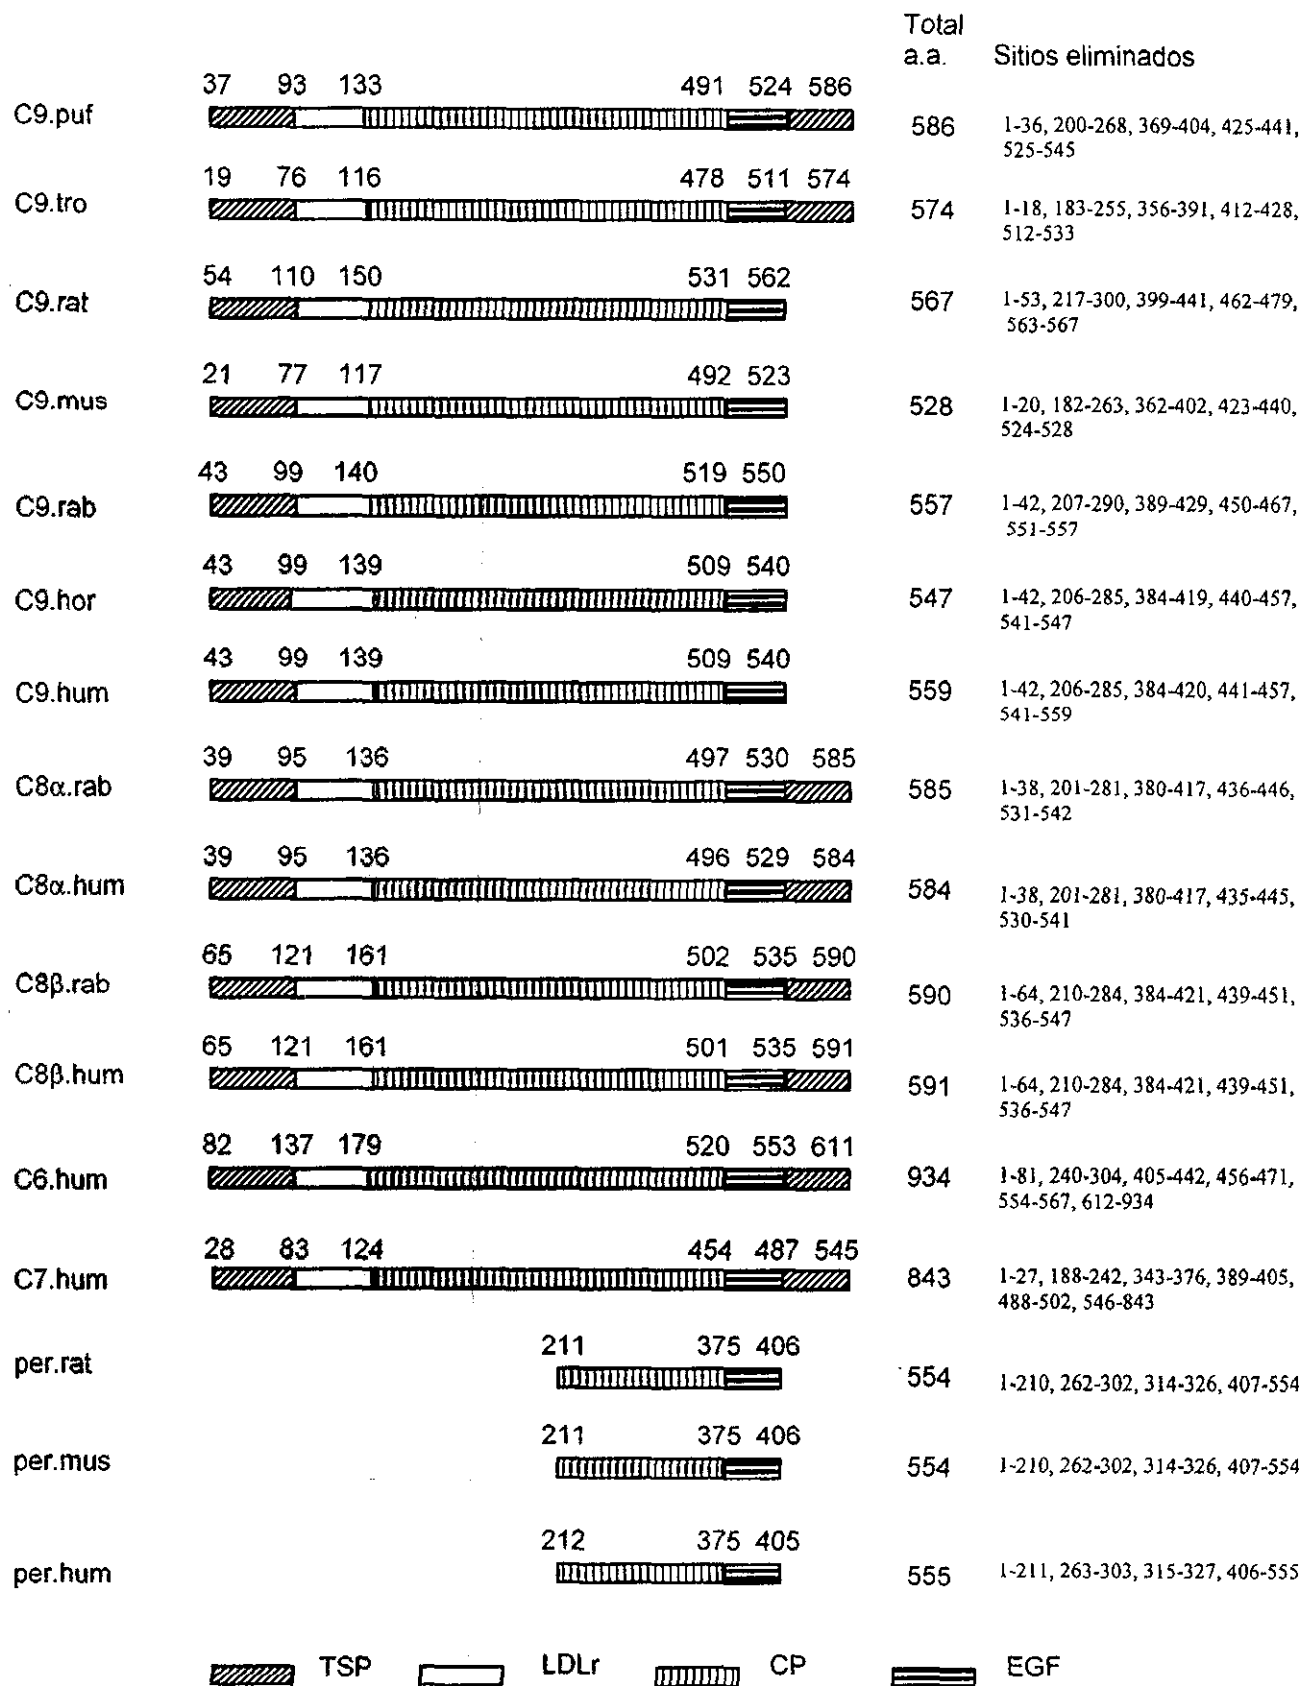 Total
a.a. Sitios eliminados
37 93 133 491 524 586
C9.puf 586 1-36, 200-268, 369-404, 425-441,
525-545
19 76 116 478 511 574
C9.tro 574 1-18, 183-255, 356-391, 412-428,
512-533
54 110 150 531 562
C9.rat 567 1-53, 217-300, 399-441, 462-479,
563-567
21 77 117 492 523
C9.mus 528 1-20, 182-263, 362-402, 423-440,
524-528
43 99 140 519 550
C9.rab 557 1-42, 207-290, 389-429, 450-467,
551-557
43 99 139 509 540
C9.hor 547 1-42, 206-285, 384-419, 440-457,
541-547
43 99 139 509 540
C9.hum 559 1-42, 206-285, 384-420, 441-457,
541-559
39 95 136 497 530 585
C8α.rab 585 1-38, 201-281, 380-417, 436-446,
531-542
39 95 136 496 529 584
C8α.hum 584 1-38, 201-281, 380-417, 435-445,
530-541
65 121 161 502 535 590
C8β.rab 590 1-64, 210-284, 384-421, 439-451,
536-547
65 121 161 501 535 591
C8β.hum 591 1-64, 210-284, 384-421, 439-451,
536-547
82 137 179 520 553 611
C6.hum 934 1-81, 240-304, 405-442, 456-471,
554-567, 612-934
28 83 124 454 487 545
C7.hum 843 1-27, 188-242, 343-376, 389-405,
488-502, 546-843
211 375 406
per.rat 554 1-210, 262-302, 314-326, 407-554
211 375 406
per.mus 554 1-210, 262-302, 314-326, 407-554
212 375 405
per.hum 555 1-211, 263-303, 315-327, 406-555
TSP LDLr CP EGF